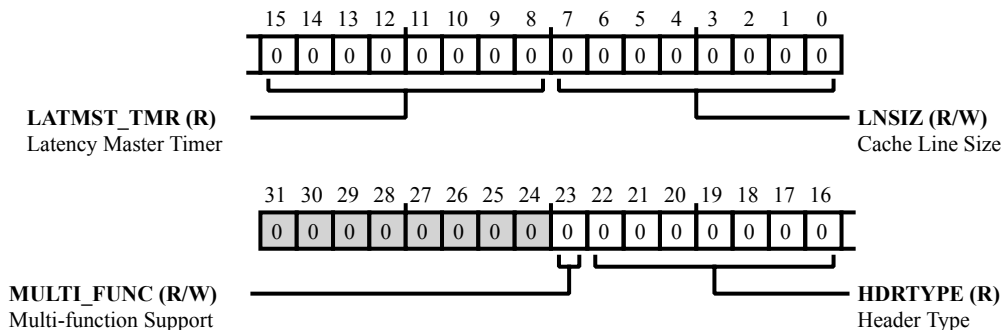 15 14 13 12 11 10 9 8 7 6 5 4 3 2 1 0
0 0 0 0 0 0 0 0 0 0 0 0 0 0 0 0
LATMST_TMR (R)
Latency Master Timer
LNSIZ (R/W)
Cache Line Size
31 30 29 28 27 26 25 24 23 22 21 20 19 18 17 16
0 0 0 0 0 0 0 0 0 0 0 0 0 0 0 0
MULTI_FUNC (R/W)
Multi-function Support
HDRTYPE (R)
Header Type